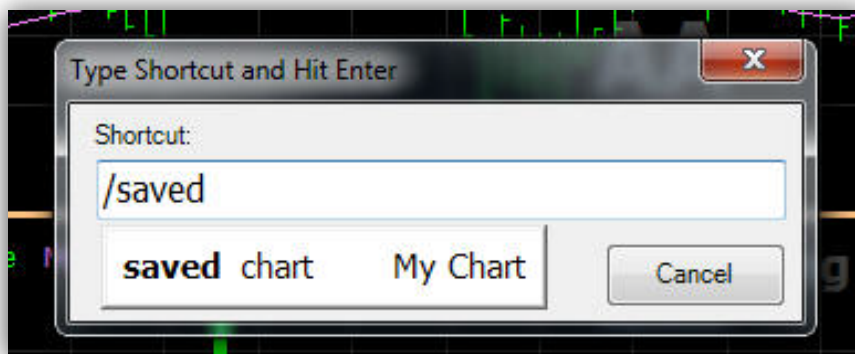 Type Shortcut and Hit Enter
Shortcut:
/saved
saved chart My Chart
Cancel